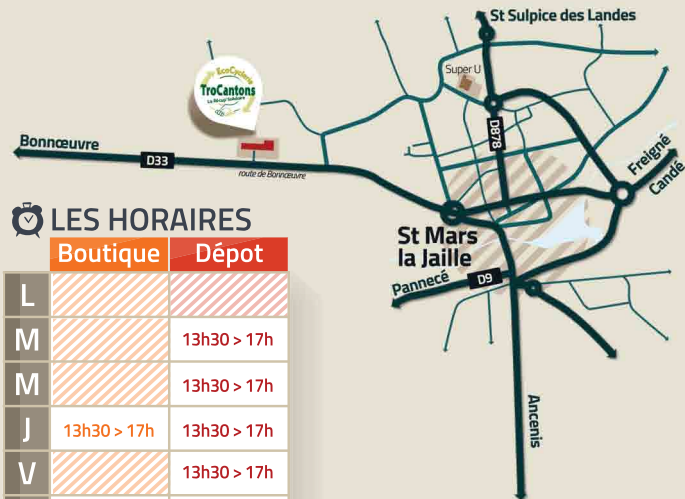 St Sulpice des Landes
Super U
EcoCyclerie
TroCantons
D878
Freigné
Candé
Bonnœuvre
D33
route de Bonnœuvre
St Mars
la Jaille
Pannecé
D9
Ancenis
LES HORAIRES
Boutique Dépot
L
M 13h30 > 17h
M 13h30 > 17h
J 13h30 > 17h 13h30 > 17h
V 13h30 > 17h